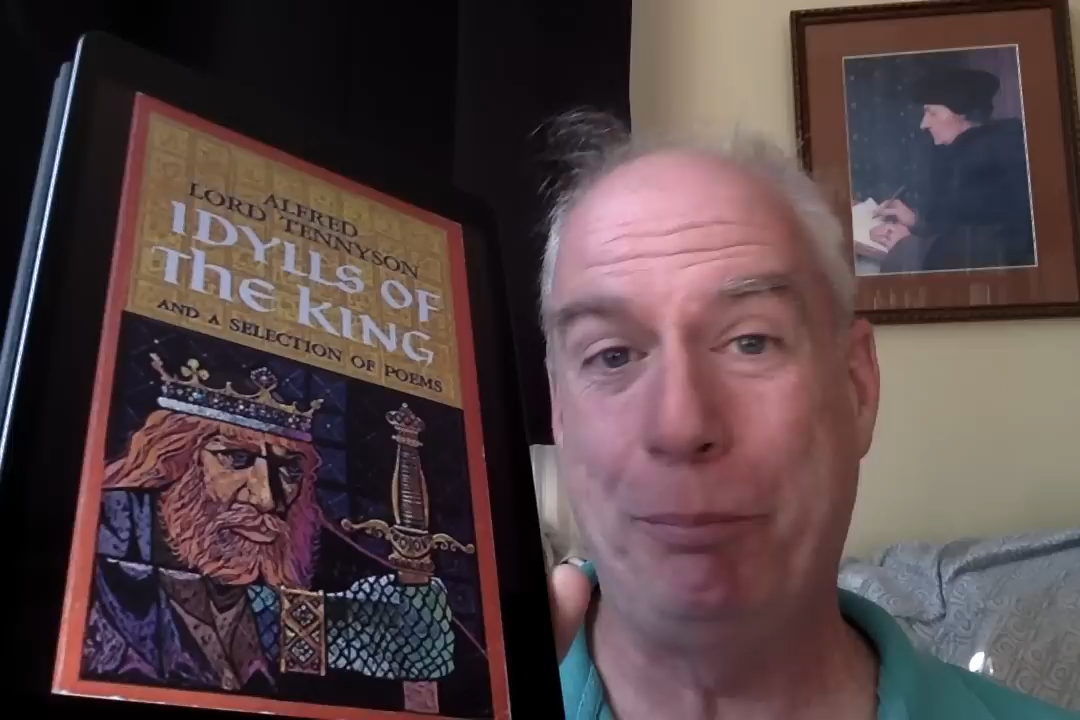 ALFRED
LORD TENNYSON
IDYLLS OF
The KING
AND A SELECTION OF POEMS